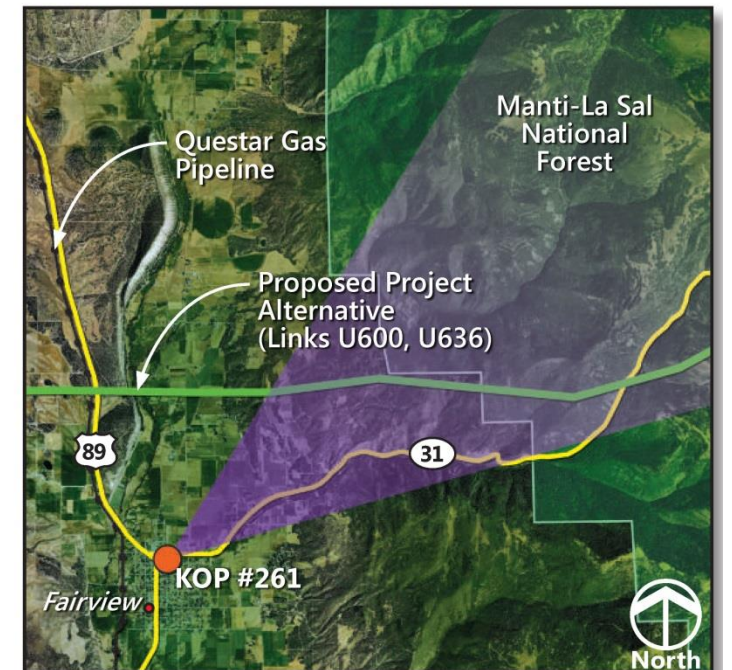 Manti-La Sal
National
Forest
Questar Gas
Pipeline
Proposed Project
Alternative
(Links U600, U636)
89
31
KOP #261
Fairview
North